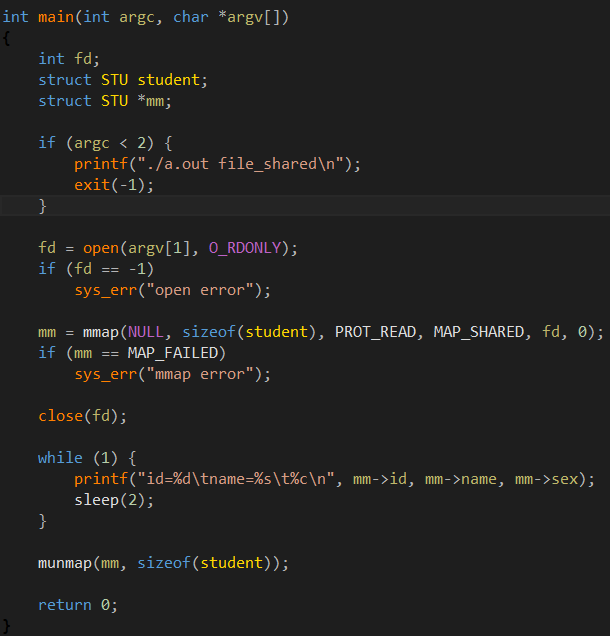 int main(int argc, char *argv[])
{
    int fd;
    struct STU student;
    struct STU *mm;

    if (argc < 2) {
        printf("./a.out file_shared\n");
        exit(-1);
    }

    fd = open(argv[1], O_RDONLY);
    if (fd == -1)
        sys_err("open error");

    mm = mmap(NULL, sizeof(student), PROT_READ, MAP_SHARED, fd, 0);
    if (mm == MAP_FAILED)
        sys_err("mmap error");

    close(fd);

    while (1) {
        printf("id=%d\tname=%s\t%c\n", mm->id, mm->name, mm->sex);
        sleep(2);
    }

    munmap(mm, sizeof(student));

    return 0;
}